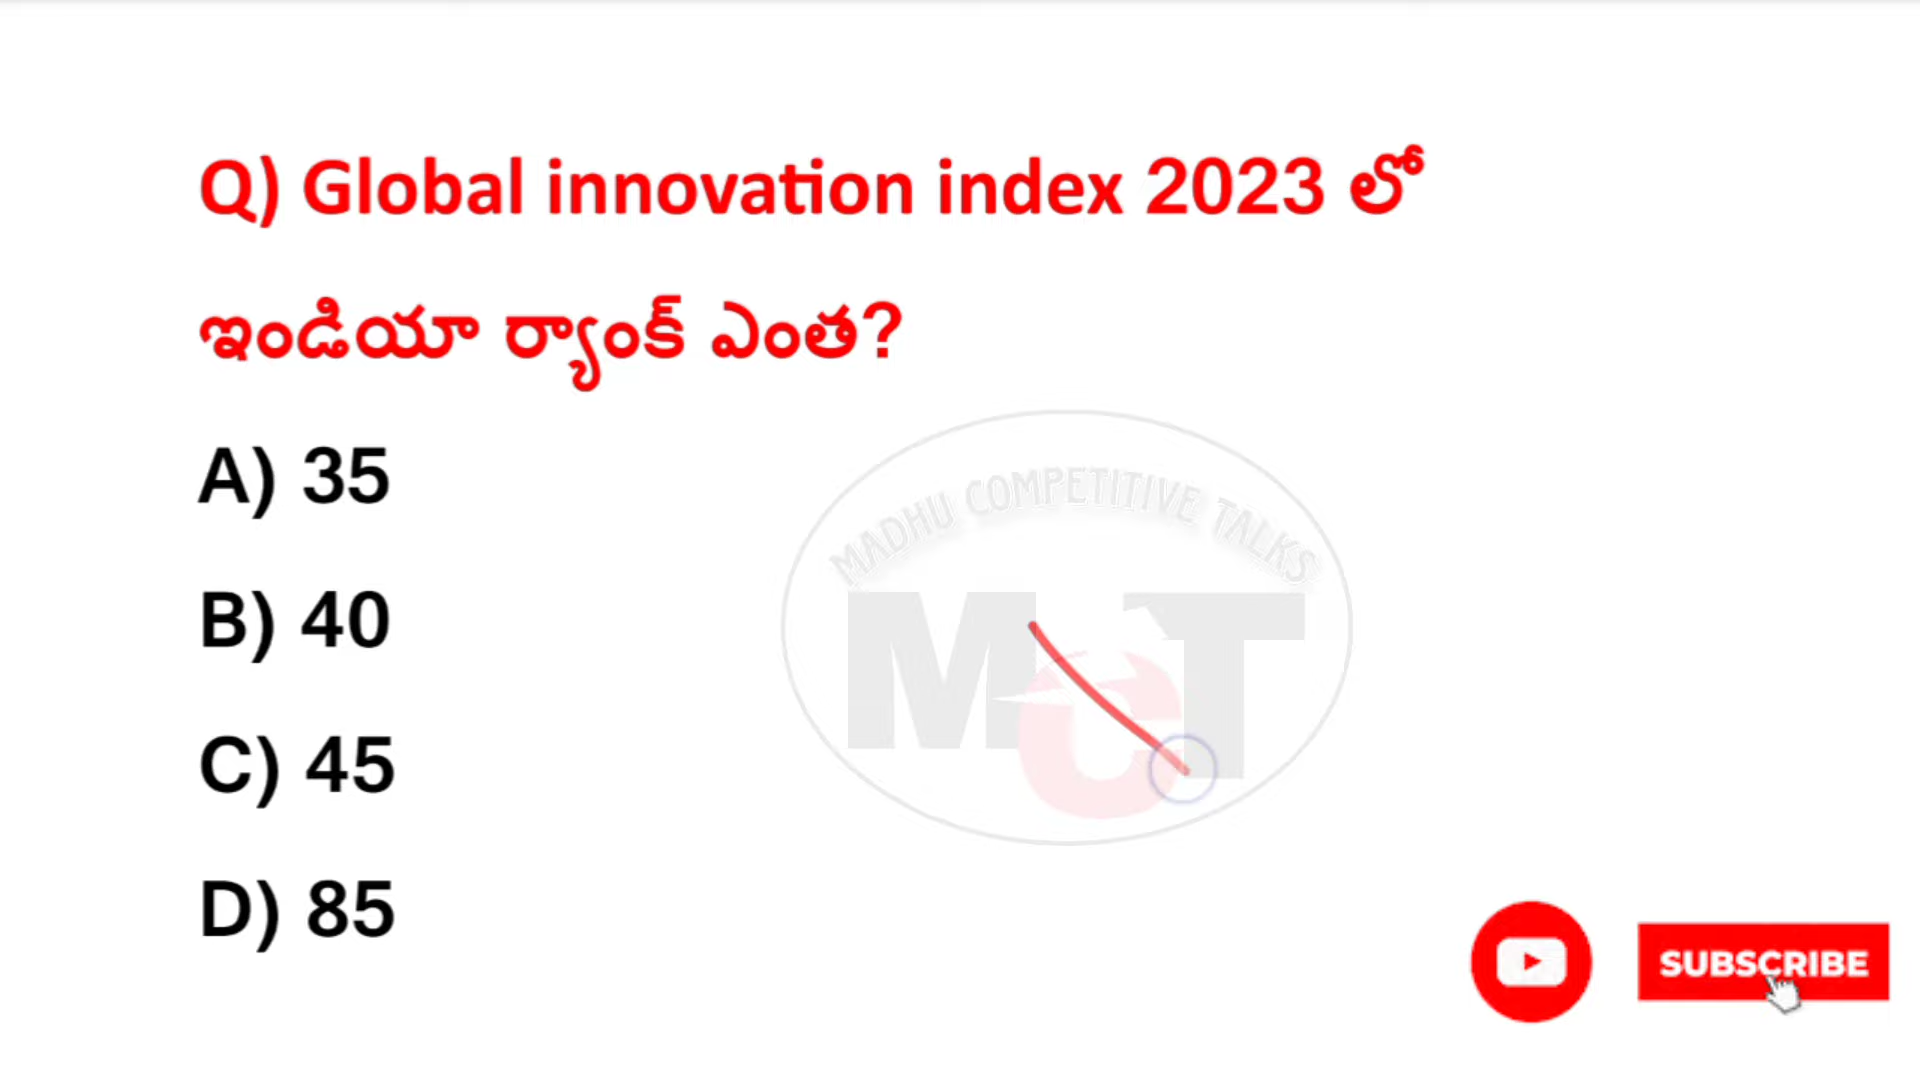 Q) Global innovation index 2023 లో
ఇండియా ర్యాంక్ ఎంత?
A) 35
MADHU COMPETITIVE TALKS
B) 40
MCT
C) 45
D) 85
SUBSCRIBE